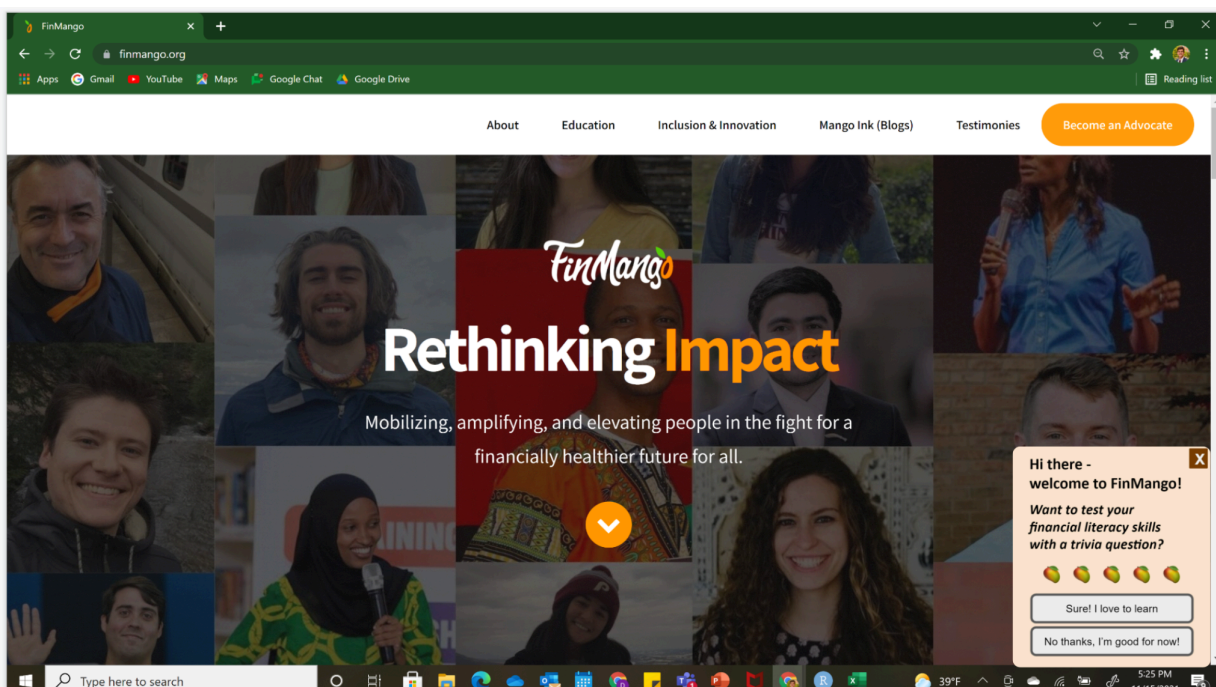 FinMango
finmango.org
Apps Gmail YouTube Maps Google Chat Google Drive Reading list
About Education Inclusion & Innovation Mango Ink (Blogs) Testimonies Become an Advocate
FinMango
Rethinking Impact
Mobilizing, amplifying, and elevating people in the fight for a
financially healthier future for all.
Hi there -
welcome to FinMango!
Want to test your
financial literacy skills
with a trivia question?
Sure! I love to learn
No thanks, I'm good for now!
X
Type here to search
39°F
5:25 PM